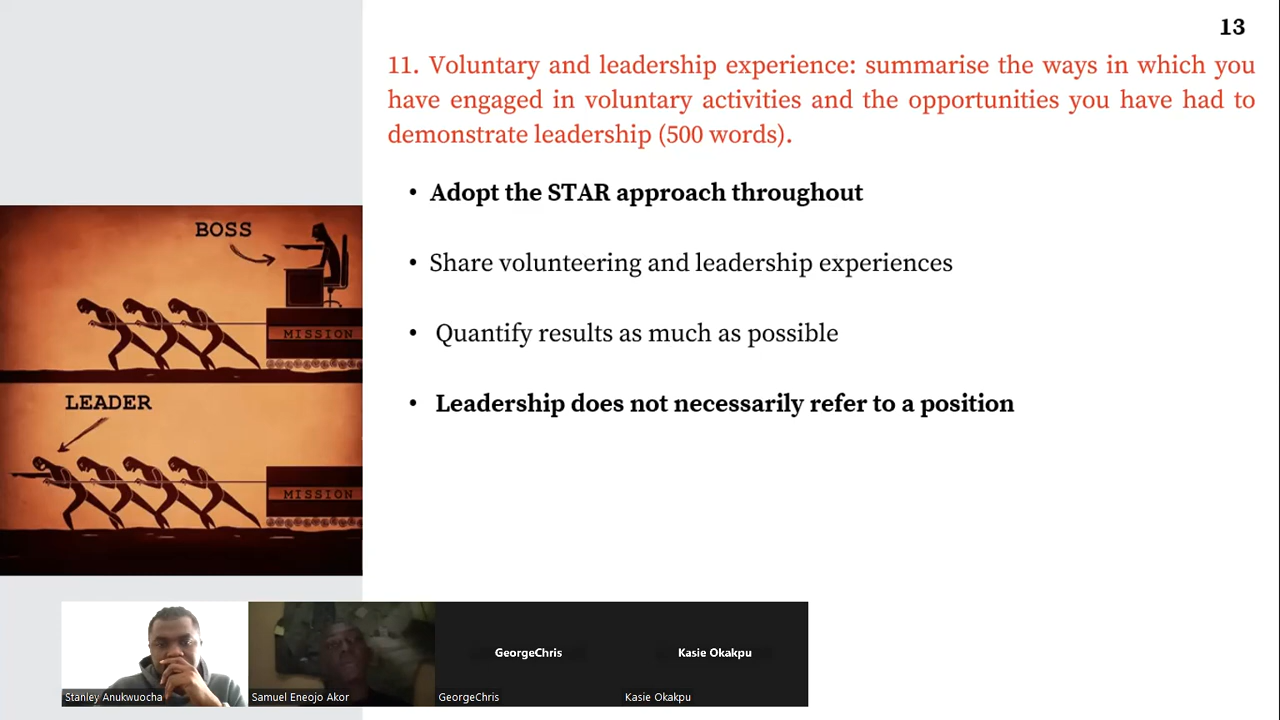 13
11. Voluntary and leadership experience: summarise the ways in which you
have engaged in voluntary activities and the opportunities you have had to
demonstrate leadership (500 words).
• Adopt the STAR approach throughout
• Share volunteering and leadership experiences
• Quantify results as much as possible
• Leadership does not necessarily refer to a position
BOSS
MISSION
LEADER
MISSION
GeorgeChris
Kasie Okakpu
Stanley Anukwuocha
Samuel Eneojo Akor
GeorgeChris
Kasie Okakpu